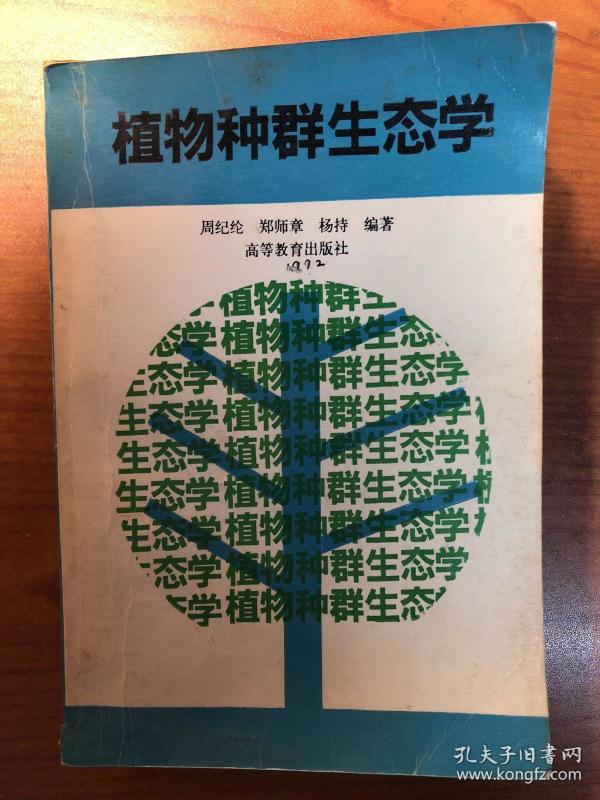 植物种群生态学
周纪纶 郑师章 杨持 编著
高等教育出版社
1992
植物种群生
态学植物种群生态
生态学植物种群生态学
生态学植物种群生态学
生态学植物种群生态学植
生态学植物种群生态学植
生态学植物种群生态学
态学植物种群生态学
态学植物种群生态
孔夫子旧书网
www.kongfz.com